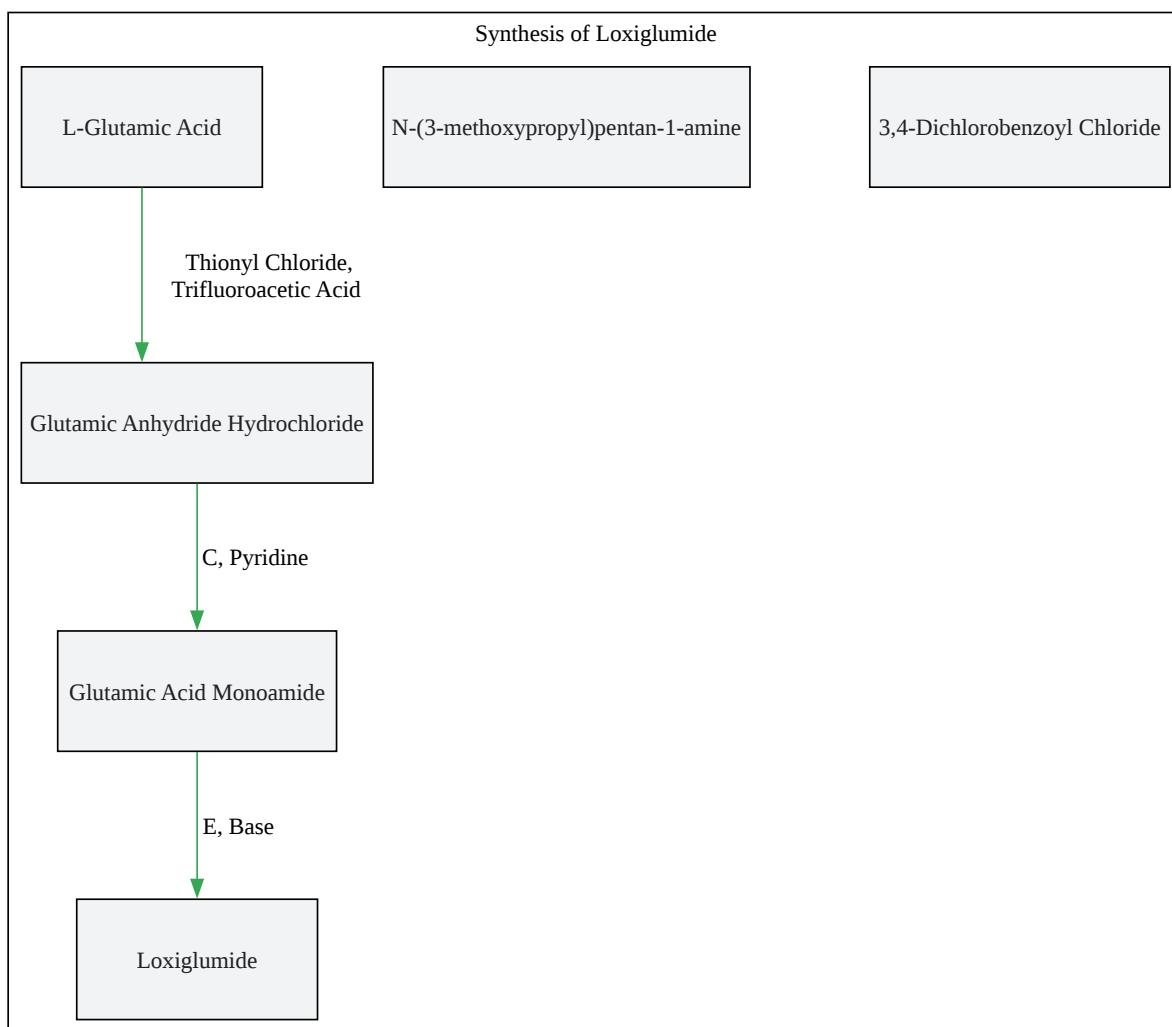 Synthesis of Loxiglumide
L-Glutamic Acid
N-(3-methoxypropyl)pentan-1-amine
3,4-Dichlorobenzoyl Chloride
Thionyl Chloride,
Trifluoroacetic Acid
Glutamic Anhydride Hydrochloride
C, Pyridine
Glutamic Acid Monoamide
E, Base
Loxiglumide